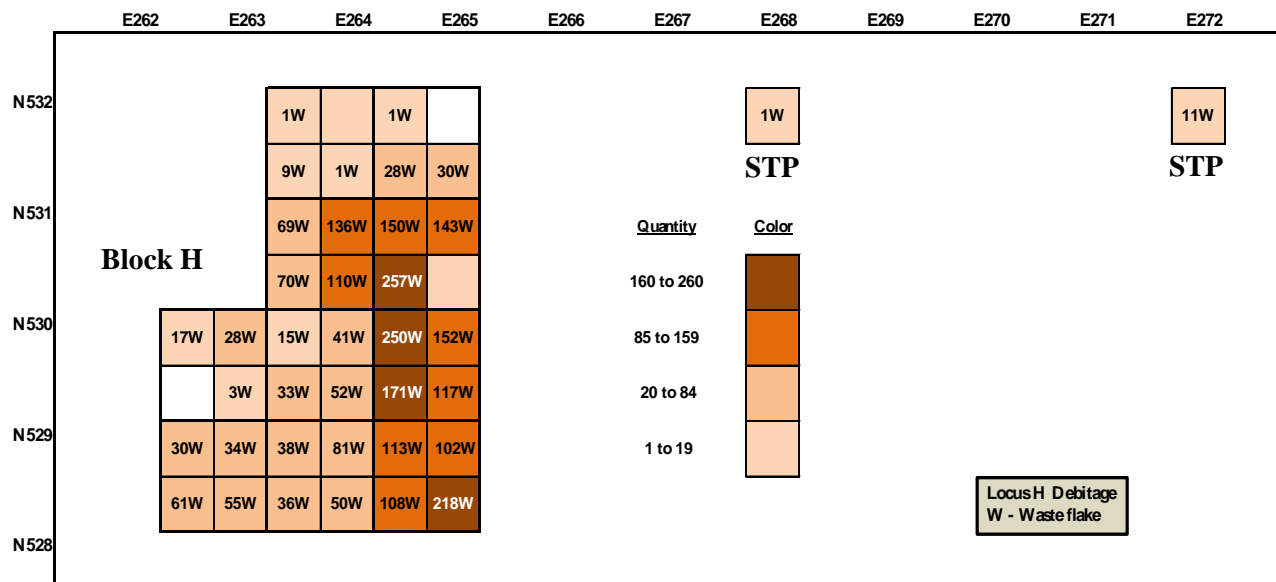 E262 E263 E264 E265 E266 E267 E268 E269 E270 E271 E272
N532
1W 1W 1W 11W
STP STP
9W 1W 28W 30W
N531
69W 136W 150W 143W
Quantity Color
Block H
70W 110W 257W
160 to 260
N530
17W 28W 15W 41W 250W 152W
85 to 159
3W 33W 52W 171W 117W
20 to 84
N529
30W 34W 38W 81W 113W 102W
1 to 19
61W 55W 36W 50W 108W 218W
Locus H Debitage
W - Waste flake
N528